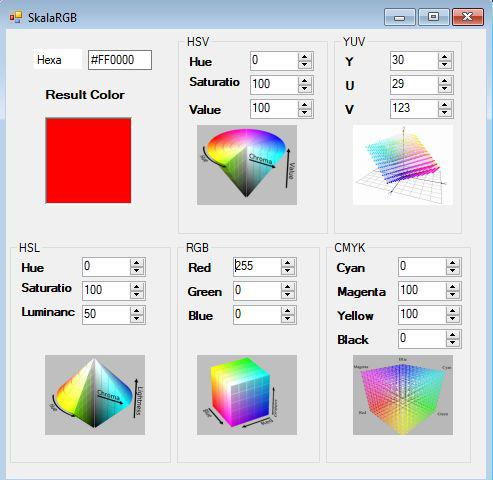 SkalaRGB
Hexa #FF0000
Result Color
HSV
Hue 0
Saturatio 100
Value 100
Hue
Chroma
Value
YUV
Y 30
U 29
V 123
HSL
Hue 0
Saturatio 100
Luminanc 50
Hue
Chroma
Lightness
RGB
Red 255
Green 0
Blue 0
Blue
CMYK
Cyan 0
Magenta 100
Yellow 100
Black 0
Blue
Magenta
Cyan
Red
Green